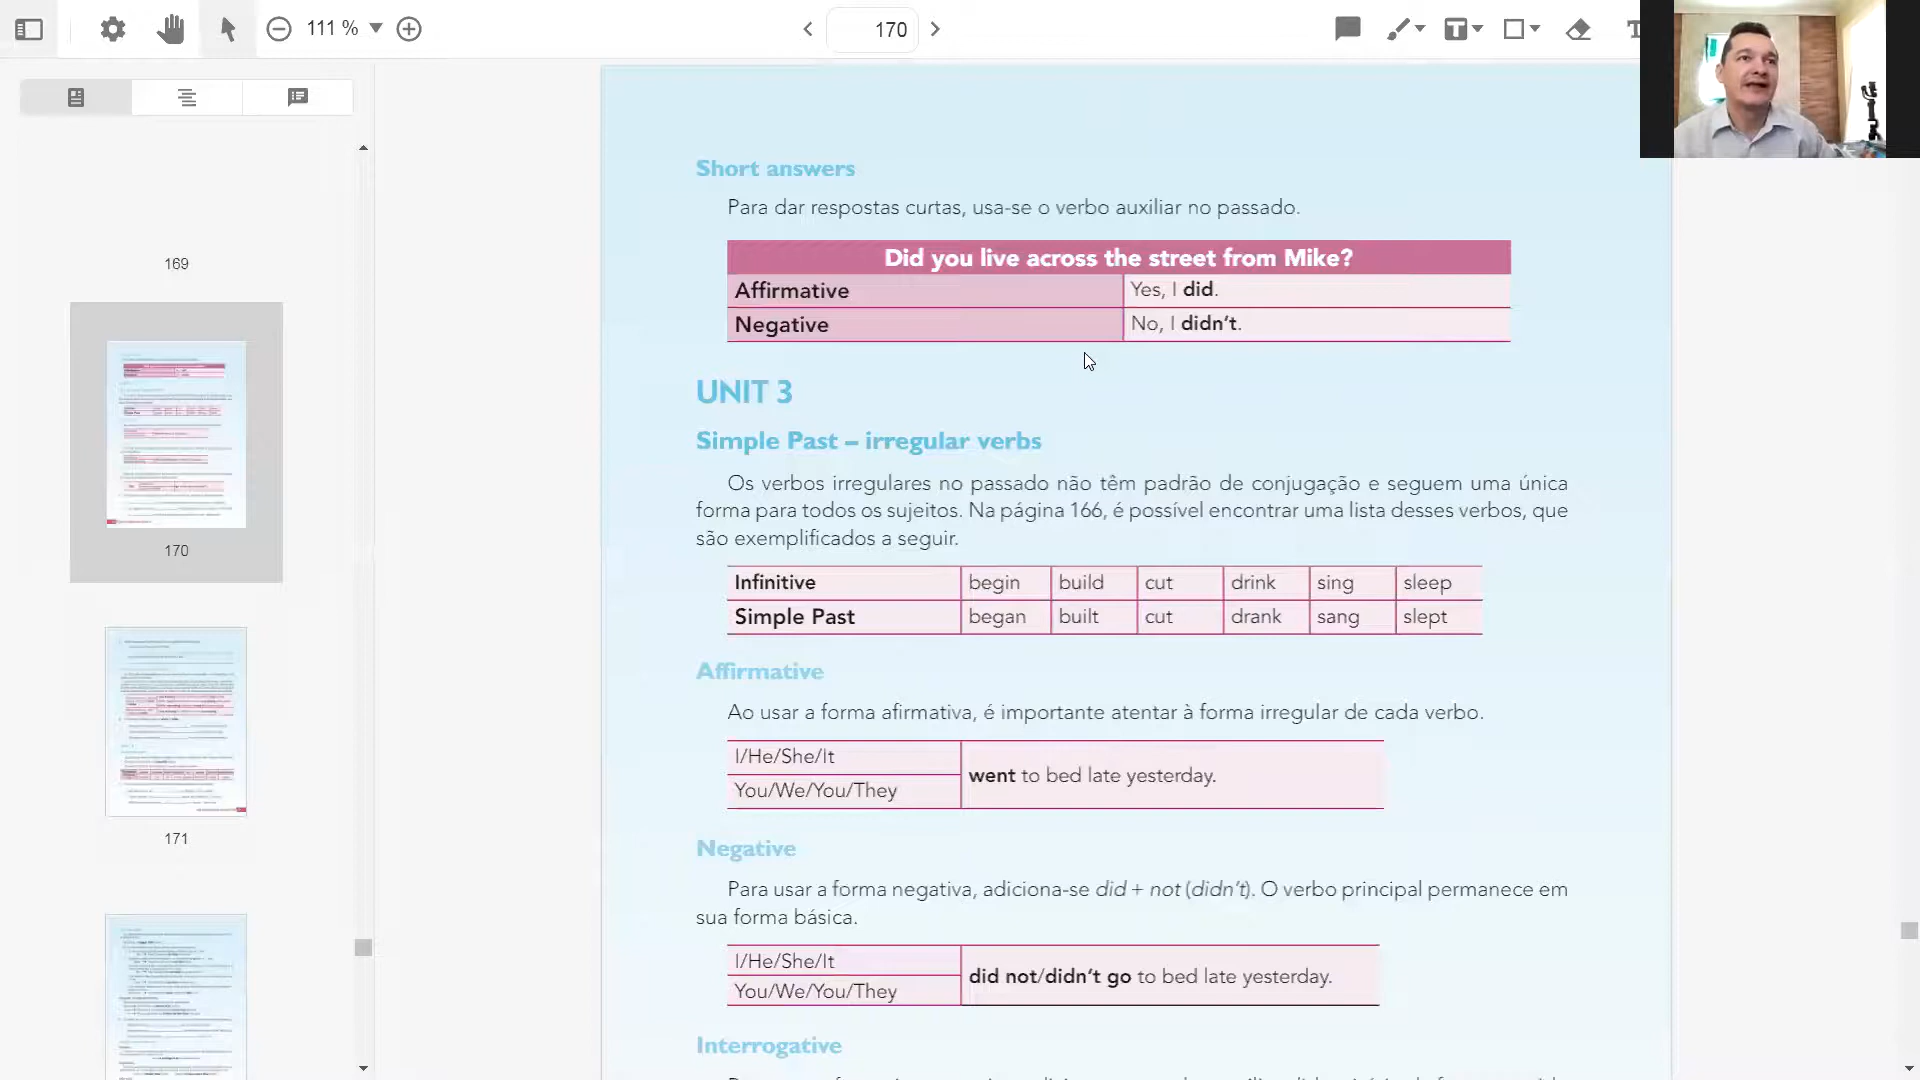 111 %
170
169
170
171
Short answers
Para dar respostas curtas, usa-se o verbo auxiliar no passado.
Did you live across the street from Mike?
Affirmative Yes, I did.
Negative No, I didn't.
UNIT 3
Simple Past – irregular verbs
Os verbos irregulares no passado não têm padrão de conjugação e seguem uma única
forma para todos os sujeitos. Na página 166, é possível encontrar uma lista desses verbos, que
são exemplificados a seguir.
Infinitive begin build cut drink sing sleep
Simple Past began built cut drank sang slept
Affirmative
Ao usar a forma afirmativa, é importante atentar à forma irregular de cada verbo.
I/He/She/It
went to bed late yesterday.
You/We/You/They
Negative
Para usar a forma negativa, adiciona-se did + not (didn't). O verbo principal permanece em
sua forma básica.
I/He/She/It
did not/didn't go to bed late yesterday.
You/We/You/They
Interrogative